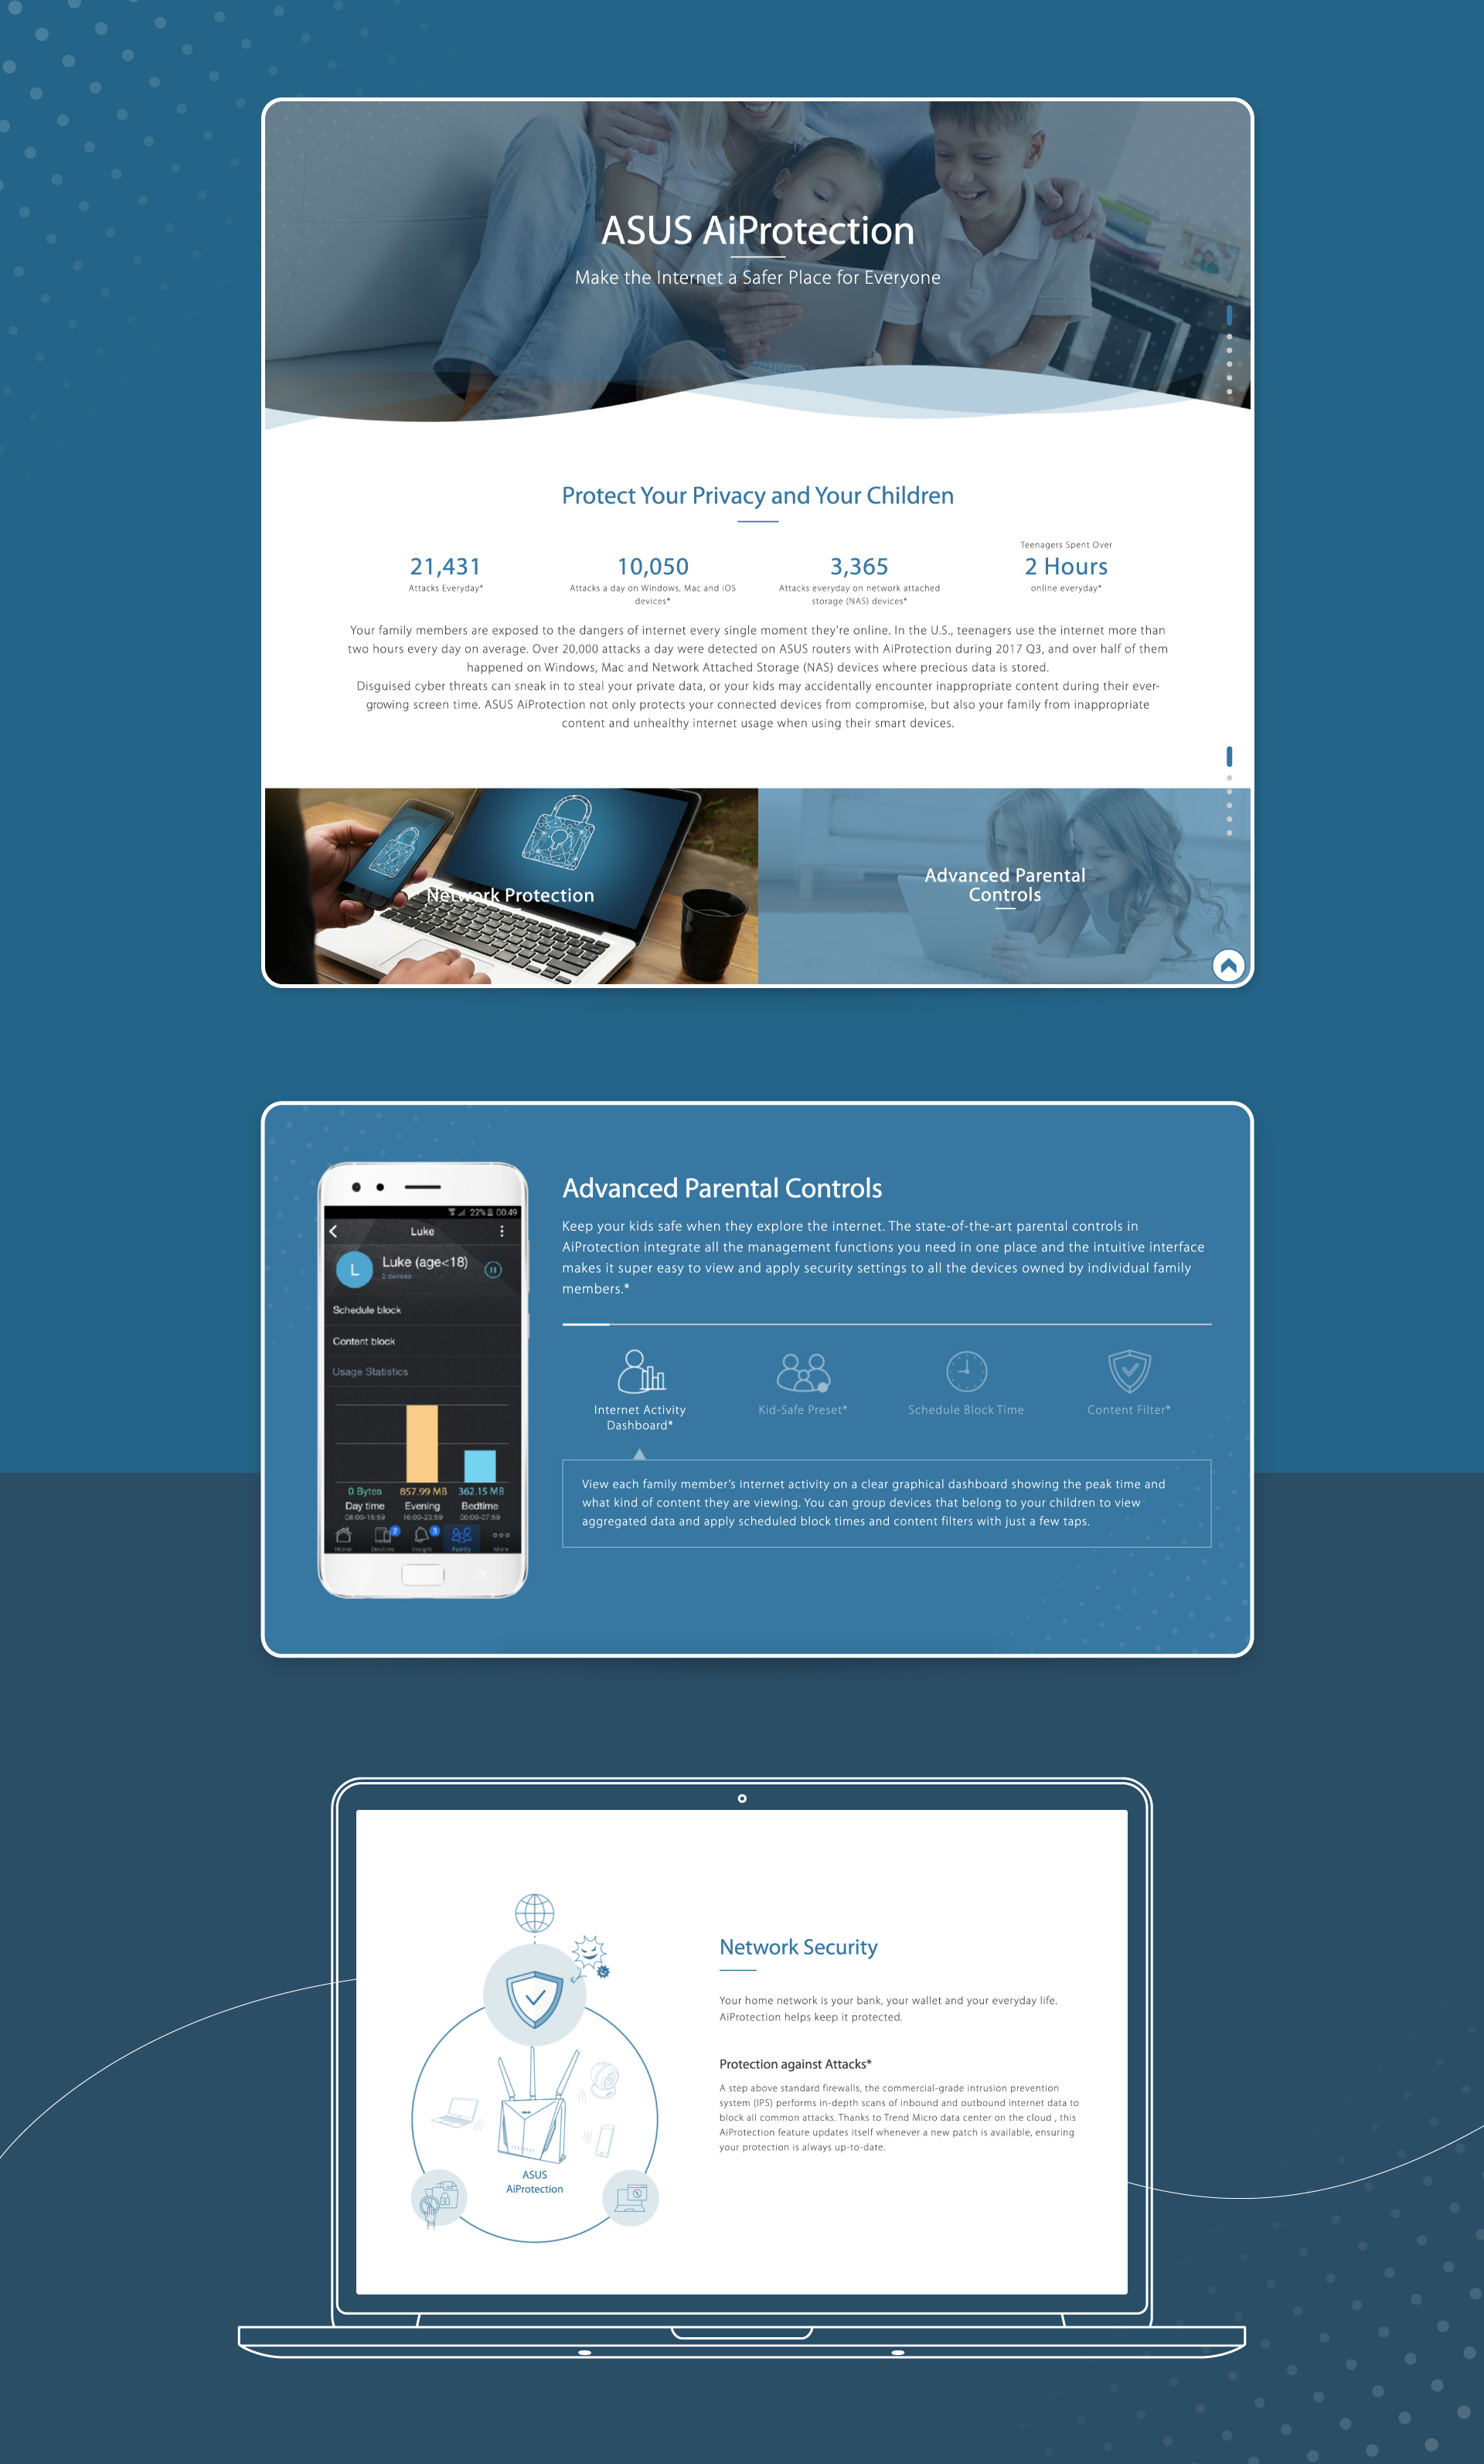 ASUS AiProtection
Make the Internet a Safer Place for Everyone
Protect Your Privacy and Your Children
21,431
Attacks Everyday*
10,050
Attacks a day on Windows, Mac and iOS
devices*
3,365
Attacks everyday on network attached
storage (NAS) devices*
Teenagers Spent Over
2 Hours
online everyday*
Your family members are exposed to the dangers of internet every single moment they're online. In the U.S., teenagers use the internet more than
two hours every day on average. Over 20,000 attacks a day were detected on ASUS routers with AiProtection during 2017 Q3, and over half of them
happened on Windows, Mac and Network Attached Storage (NAS) devices where precious data is stored.
Disguised cyber threats can sneak in to steal your private data, or your kids may accidentally encounter inappropriate content during their ever-
growing screen time. ASUS AiProtection not only protects your connected devices from compromise, but also your family from inappropriate
content and unhealthy internet usage when using their smart devices.
Network Protection
Advanced Parental
Controls
22% 00:49
Luke
L
Luke (age<18)
2 devices
Schedule block
Content block
Usage Statistics
0 Bytes 857.99 MB 362.15 MB
Day time Evening Bedtime
08:00-15:59 16:00-23:59 00:00-07:59
2 3
Home Devices Insight Family More
Advanced Parental Controls
Keep your kids safe when they explore the internet. The state-of-the-art parental controls in
AiProtection integrate all the management functions you need in one place and the intuitive interface
makes it super easy to view and apply security settings to all the devices owned by individual family
members.*
Internet Activity
Dashboard*
Kid-Safe Preset*
Schedule Block Time
Content Filter*
View each family member's internet activity on a clear graphical dashboard showing the peak time and
what kind of content they are viewing. You can group devices that belong to your children to view
aggregated data and apply scheduled block times and content filters with just a few taps.
ASUS
AiProtection
Network Security
Your home network is your bank, your wallet and your everyday life.
AiProtection helps keep it protected.
Protection against Attacks*
A step above standard firewalls, the commercial-grade intrusion prevention
system (IPS) performs in-depth scans of inbound and outbound internet data to
block all common attacks. Thanks to Trend Micro data center on the cloud , this
AiProtection feature updates itself whenever a new patch is available, ensuring
your protection is always up-to-date.